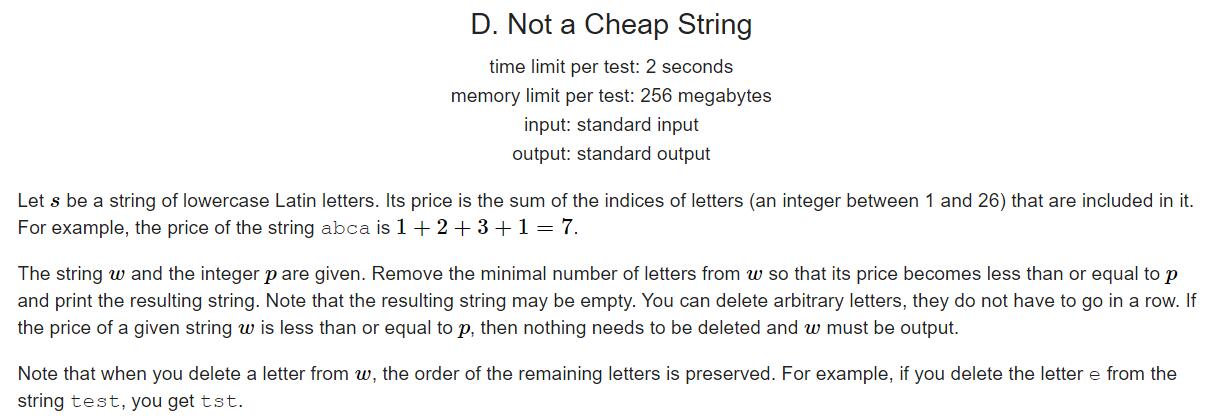 D. Not a Cheap String
time limit per test: 2 seconds
memory limit per test: 256 megabytes
input: standard input
output: standard output
Let s be a string of lowercase Latin letters. Its price is the sum of the indices of letters (an integer between 1 and 26) that are included in it.
For example, the price of the string abca is 1 + 2 + 3 + 1 = 7.
The string w and the integer p are given. Remove the minimal number of letters from w so that its price becomes less than or equal to p
and print the resulting string. Note that the resulting string may be empty. You can delete arbitrary letters, they do not have to go in a row. If
the price of a given string w is less than or equal to p, then nothing needs to be deleted and w must be output.
Note that when you delete a letter from w, the order of the remaining letters is preserved. For example, if you delete the letter e from the
string test, you get tst.